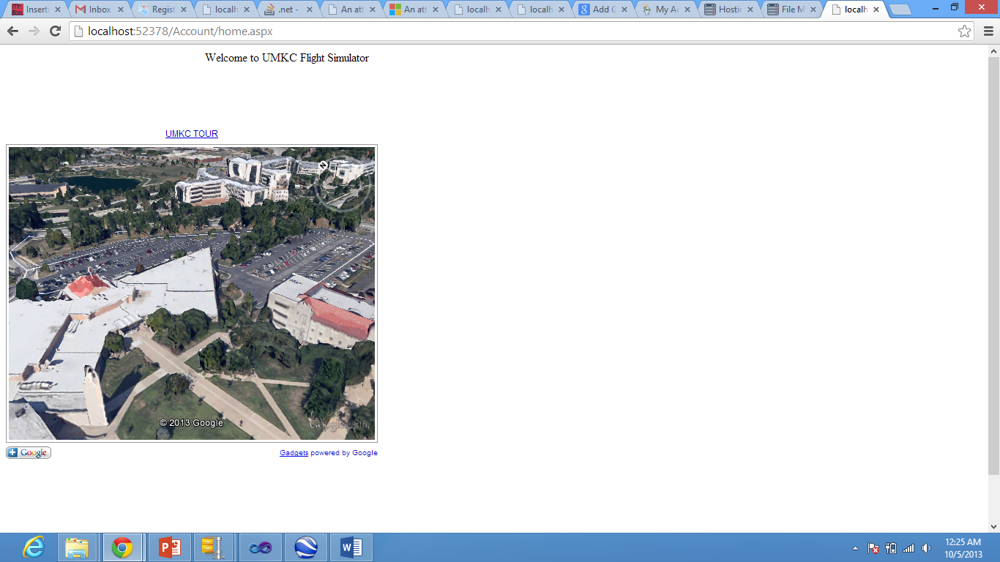 Inserti
Inbox
Regist
localh
.net -
An att
An att
localh
localh
Add G
My Ac
Hostin
File M
localh
localhost:52378/Account/home.aspx
Welcome to UMKC Flight Simulator
UMKC TOUR
© 2013 Google
Google earth
Google
Gadgets powered by Google
12:25 AM
10/5/2013